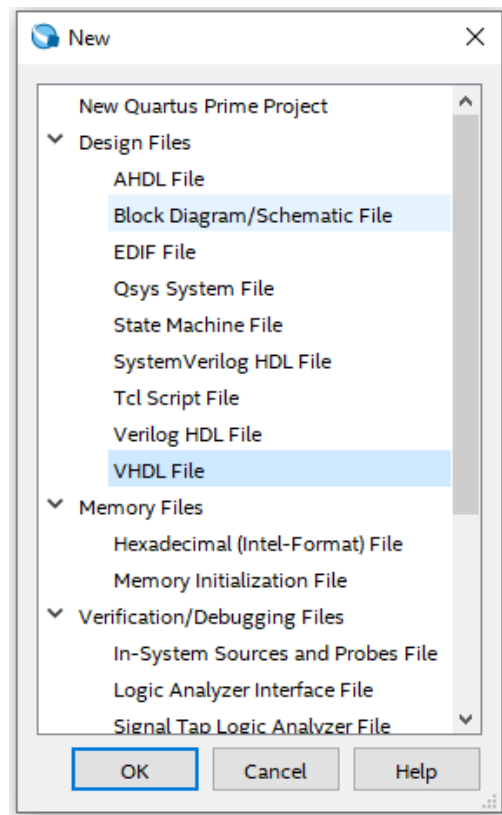 New
New Quartus Prime Project
Design Files
AHDL File
Block Diagram/Schematic File
EDIF File
Qsys System File
State Machine File
SystemVerilog HDL File
Tcl Script File
Verilog HDL File
VHDL File
Memory Files
Hexadecimal (Intel-Format) File
Memory Initialization File
Verification/Debugging Files
In-System Sources and Probes File
Logic Analyzer Interface File
Signal Tap Logic Analyzer File
OK Cancel Help